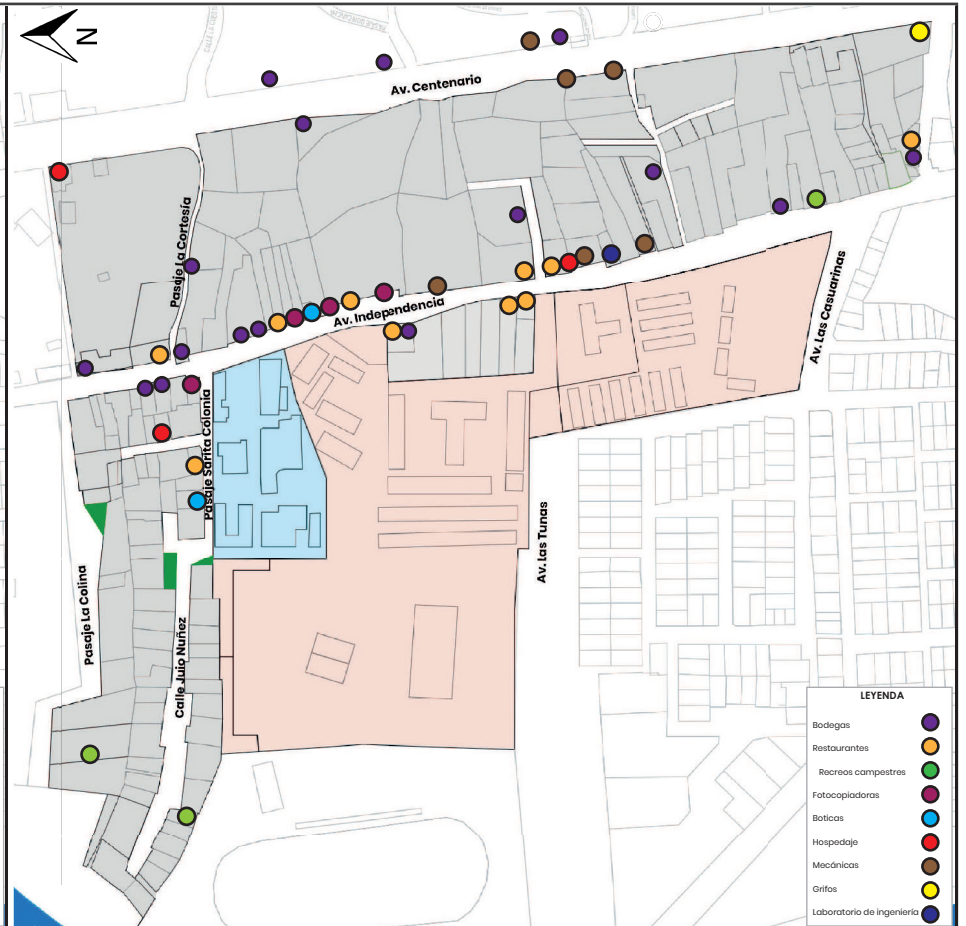 N
Av. Centenario
Pasaje La Cortesía
Av. Independencia
Av. Las Casuarinas
Pasaje Sarita Colonia
Av. Las Tunas
Pasaje La Colina
Calle Juio Nuñez
LEYENDA
Bodegas
Restaurantes
Recreos campestres
Fotocopiadoras
Boticas
Hospedaje
Mecánicas
Grifos
Laboratorio de ingeniería